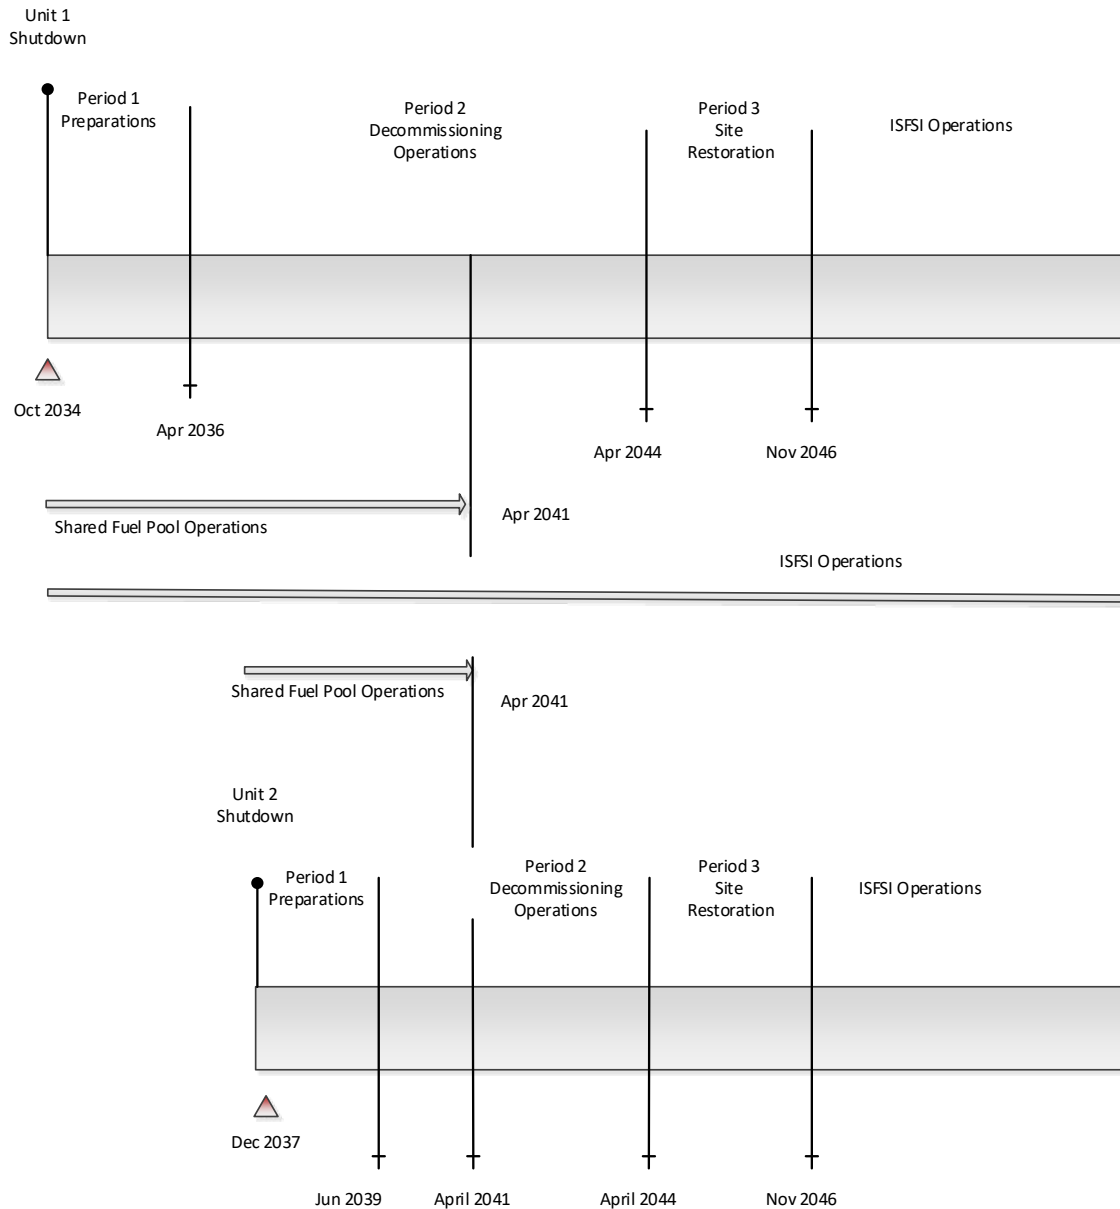 Unit 1
Shutdown
Period 1
Preparations
Period 2
Decommissioning
Operations
Period 3
Site
Restoration
ISFSI Operations
Oct 2034
Apr 2036
Apr 2044
Nov 2046
Shared Fuel Pool Operations
Apr 2041
ISFSI Operations
Shared Fuel Pool Operations
Apr 2041
Unit 2
Shutdown
Period 1
Preparations
Period 2
Decommissioning
Operations
Period 3
Site
Restoration
ISFSI Operations
Dec 2037
Jun 2039
April 2041
April 2044
Nov 2046